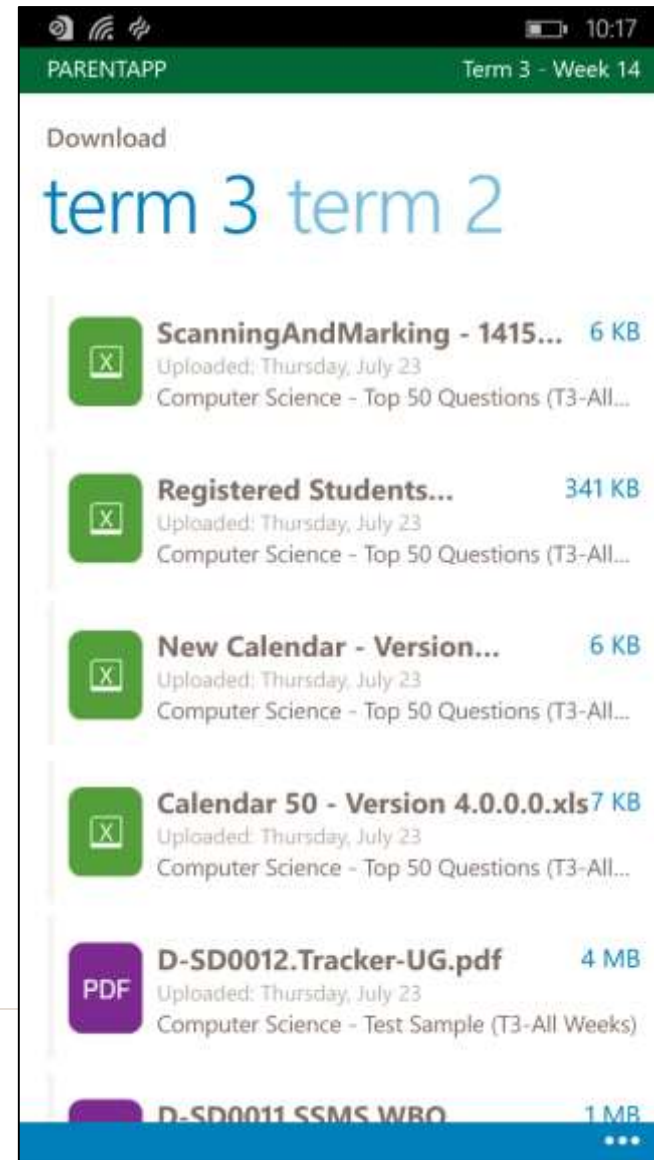 10:17
PARENTAPP Term 3 - Week 14
Download
term 3 term 2
ScanningAndMarking - 1415... 6 KB
Uploaded: Thursday, July 23
Computer Science - Top 50 Questions (T3-All...
Registered Students... 341 KB
Uploaded: Thursday, July 23
Computer Science - Top 50 Questions (T3-All...
New Calendar - Version... 6 KB
Uploaded: Thursday, July 23
Computer Science - Top 50 Questions (T3-All...
Calendar 50 - Version 4.0.0.0.xls 7 KB
Uploaded: Thursday, July 23
Computer Science - Top 50 Questions (T3-All...
D-SD0012.Tracker-UG.pdf 4 MB
PDF
Uploaded: Thursday, July 23
Computer Science - Test Sample (T3-All Weeks)
D-SD0011 SSMS WBQ 1 MB